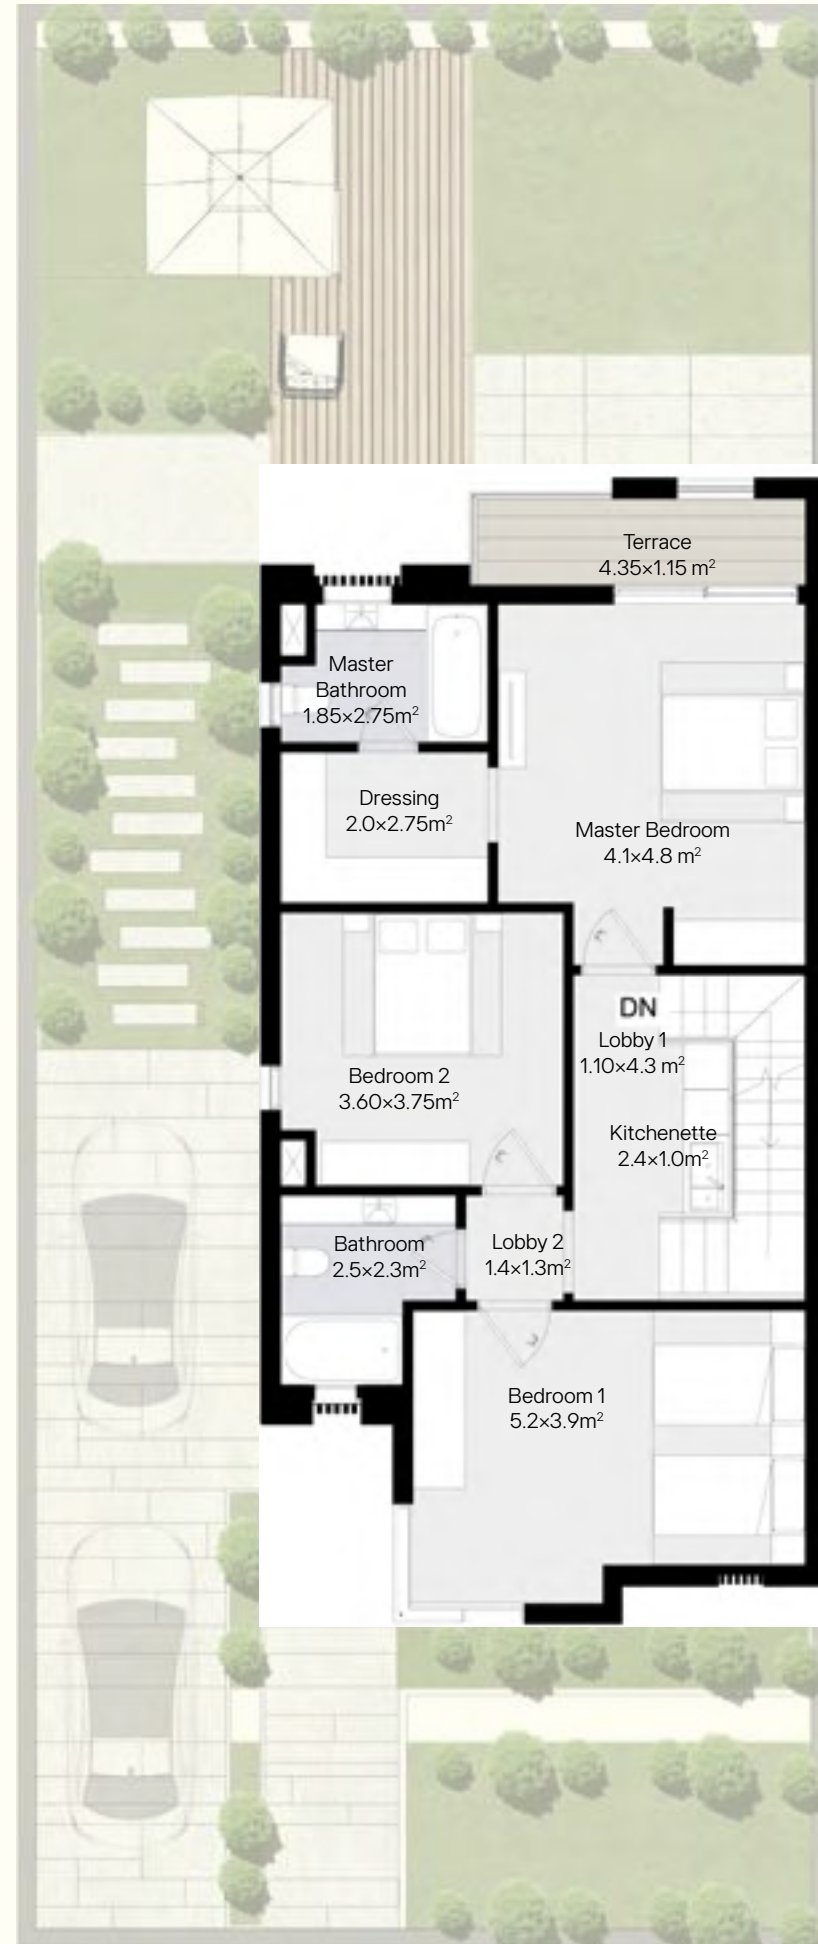 Terrace
4.35×1.15 m²
Master
Bathroom
1.85×2.75m²
Dressing
2.0×2.75m²
Master Bedroom
4.1×4.8 m²
DN
Lobby 1
1.10×4.3 m²
Bedroom 2
3.60×3.75m²
Kitchenette
2.4×1.0m²
Bathroom
2.5×2.3m²
Lobby 2
1.4×1.3m²
Bedroom 1
5.2×3.9m²